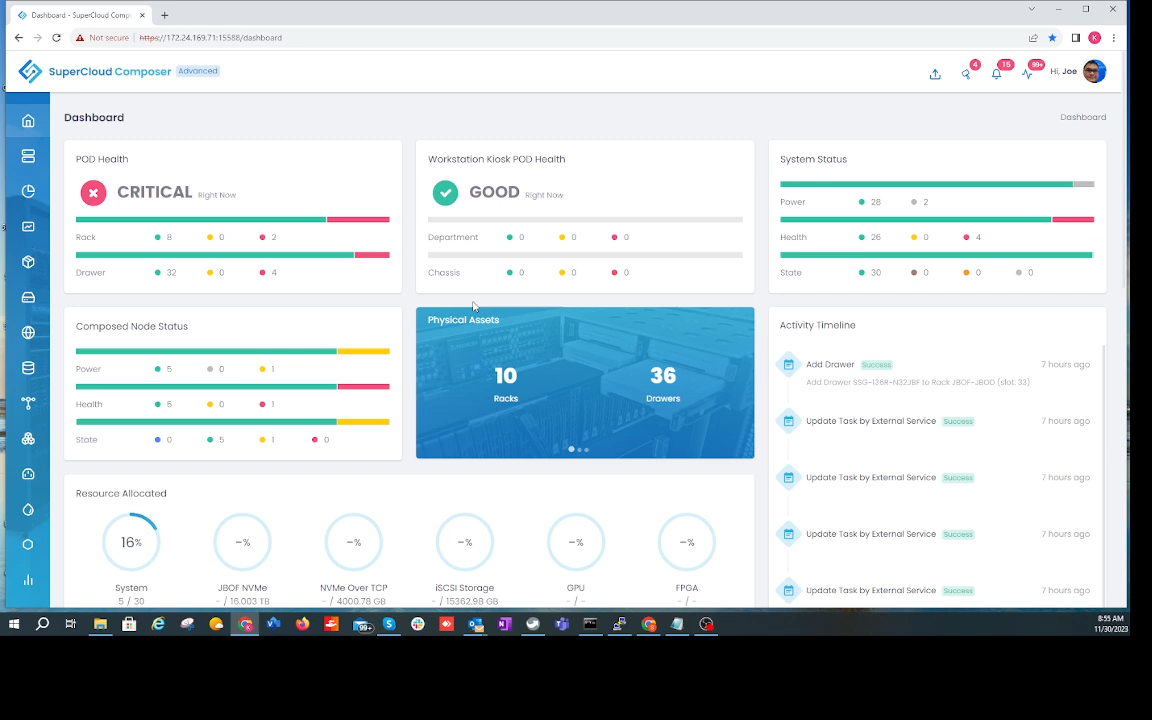 Dashboard - SuperCloud Comp
Not secure https://172.24.169.71:15588/dashboard
SuperCloud Composer Advanced
4
15
99+
Hi, Joe
Dashboard
Dashboard
POD Health
CRITICAL Right Now
Rack 8 0 2
Drawer 32 0 4
Workstation Kiosk POD Health
GOOD Right Now
Department 0 0 0
Chassis 0 0 0
System Status
Power 28 2
Health 26 0 4
State 30 0 0 0
Composed Node Status
Power 5 0 1
Health 5 0 1
State 0 5 1 0
Physical Assets
10 36
Racks Drawers
Activity Timeline
Add Drawer Success 7 hours ago
Add Drawer SSG-136R-N32JBF to Rack JBOF-JBOD (slot: 33)
Update Task by External Service Success 7 hours ago
Update Task by External Service Success 7 hours ago
Update Task by External Service Success 7 hours ago
Update Task by External Service Success 7 hours ago
Resource Allocated
16% -% -% -% -% -%
System JBOF NVMe NVMe Over TCP iSCSI Storage GPU FPGA
5 / 30 - / 16.003 TB - / 4000.78 GB - / 15362.98 GB - / - - / -
99+
8:55 AM
11/30/2023